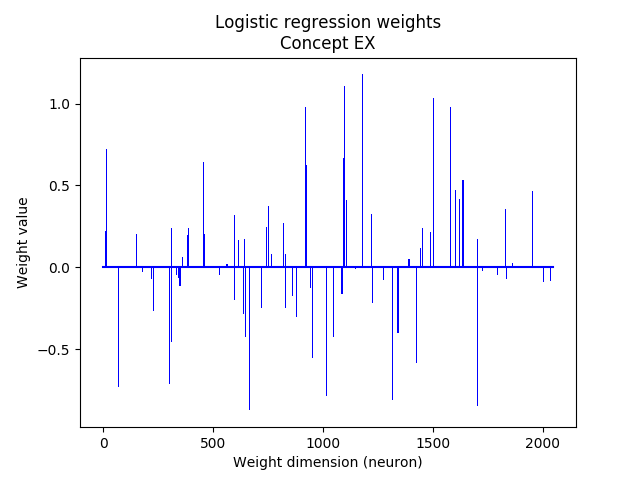 Logistic regression weights
Concept EX
1.0
0.5
0.0
−0.5
Weight value
0
500
1000
1500
2000
Weight dimension (neuron)